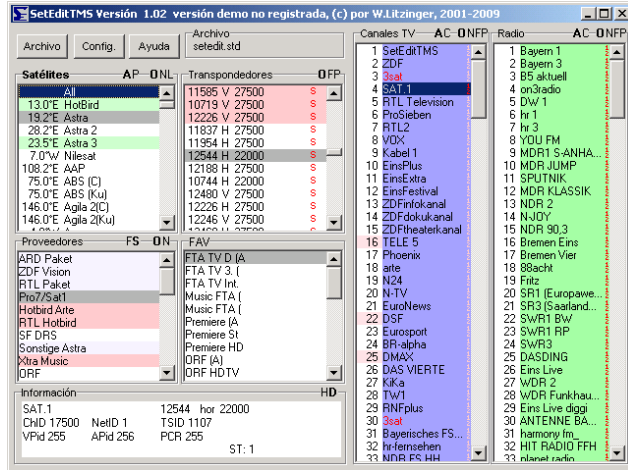 SetEditTMS Versión 1.02 versión demo no registrada, (c) por W.Litzinger, 2001-2009
Archivo Config. Ayuda
Archivo
setedit.std
Satélites AP ONL
All
13.0°E HotBird
19.2°E Astra
28.2°E Astra 2
23.5°E Astra 3
7.0°W Nilesat
108.2°E AAP
75.0°E ABS (C)
75.0°E ABS (Ku)
146.0°E Agila 2(C)
146.0°E Agila 2(Ku)
Transpondedores OFP
11585 V 27500 S
10719 V 27500 S
12226 V 27500 S
11837 H 27500 S
11954 H 27500 S
12544 H 22000 S
12188 H 27500 S
10744 H 22000 S
12480 V 27500 S
12226 H 27500 S
12246 V 27500 S
Proveedores FS ON
ARD Paket
ZDF Vision
RTL Paket
Pro7/Sat1
Hotbird Arte
RTL Hotbird
SF DRS
Sonstige Astra
Xtra Music
ORF
FAV
FTA TV D (A
FTA TV 3. (
FTA TV Int.
Music FTA (
Music FTA (
Premiere (A
Premiere St
Premiere HD
ORF (A)
ORF HDTV
Información HD
SAT.1 12544 hor 22000
ChID 17500 NetID 1 TSID 1107
VPid 255 APid 256 PCR 255
ST: 1
Canales TV AC ONFP
1 SetEditTMS
2 ZDF
3 3sat
4 SAT.1
5 RTL Television
6 ProSieben
7 RTL2
8 VOX
9 Kabel 1
10 EinsPlus
11 EinsExtra
12 EinsFestival
13 ZDFinfokanal
14 ZDFdokukanal
15 ZDFtheaterkanal
16 TELE 5
17 Phoenix
18 arte
19 N24
20 N-TV
21 EuroNews
22 DSF
23 Eurosport
24 BR-alpha
25 DMAX
26 DAS VIERTE
27 KiKa
28 TW1
29 RNFplus
30 3sat
31 Bayerisches FS...
32 hr-fernsehen
33 NDR FS HH
Radio AC ONFP
1 Bayern 1
2 Bayern 3
3 B5 aktuell
4 on3radio
5 DW 1
6 hr 1
7 hr 3
8 YOU FM
9 MDR1 S-ANHA...
10 MDR JUMP
11 SPUTNIK
12 MDR KLASSIK
13 NDR 2
14 N-JOY
15 NDR 90,3
16 Bremen Eins
17 Bremen Vier
18 88acht
19 Fritz
20 SR1 (Europawe...
21 SR3 (Saarland...
22 SWR1 BW
23 SWR1 RP
24 SWR3
25 DASDING
26 Eins Live
27 WDR 2
28 WDR Funkhau...
29 Eins Live diggi
30 ANTENNE BA...
31 harmony fm_
32 HIT RADIO FFH
33 planet radio